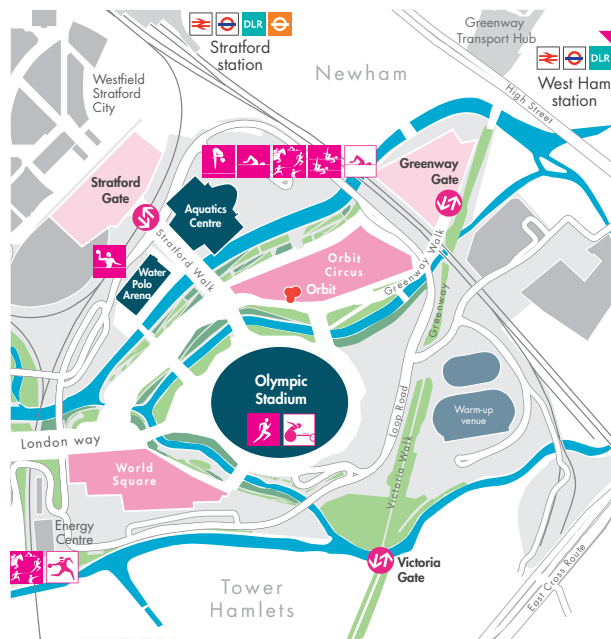 DLR
Stratford
station
Greenway
Transport Hub
DLR
West Ham
station
Newham
High Street
Westfield
Stratford
City
Stratford
Gate
Aquatics
Centre
Greenway
Gate
Stratford Walk
Water
Polo
Arena
Orbit
Circus
Orbit
Greenway Walk
Greenway
Olympic
Stadium
Loop Road
Warm-up
venue
Victoria Walk
London way
World
Square
Energy
Centre
Victoria
Gate
East Cross Route
Tower
Hamlets